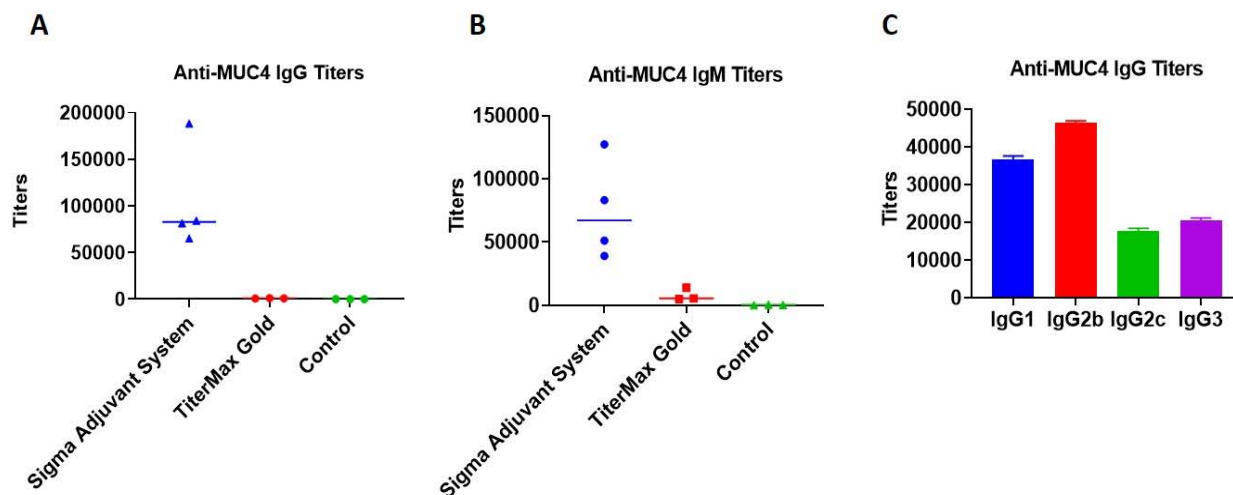 A
Anti-MUC4 IgG Titers
Titers
200000
150000
100000
50000
0
Sigma Adjuvant System
TiterMax Gold
Control
B
Anti-MUC4 IgM Titers
Titers
150000
100000
50000
0
Sigma Adjuvant System
TiterMax Gold
Control
C
Anti-MUC4 IgG Titers
Titers
50000
40000
30000
20000
10000
0
IgG1 IgG2b IgG2c IgG3